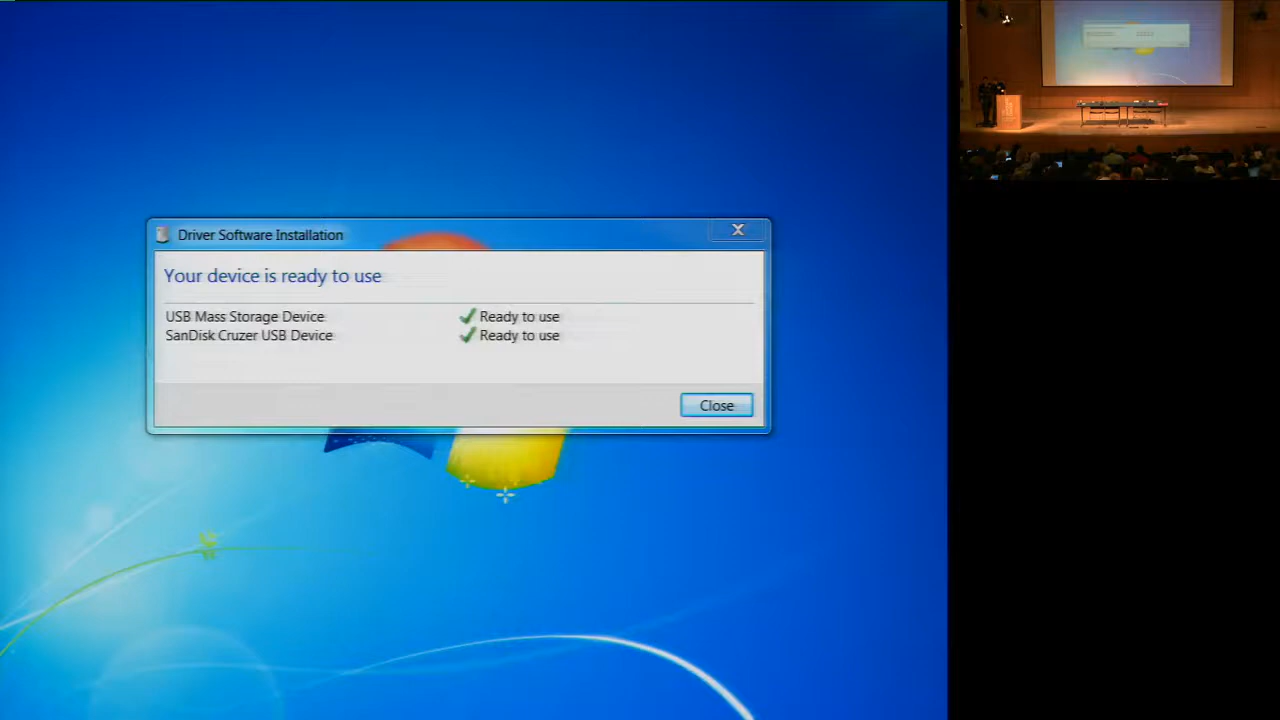 Driver Software Installation
Your device is ready to use
USB Mass Storage Device Ready to use
SanDisk Cruzer USB Device Ready to use
Close